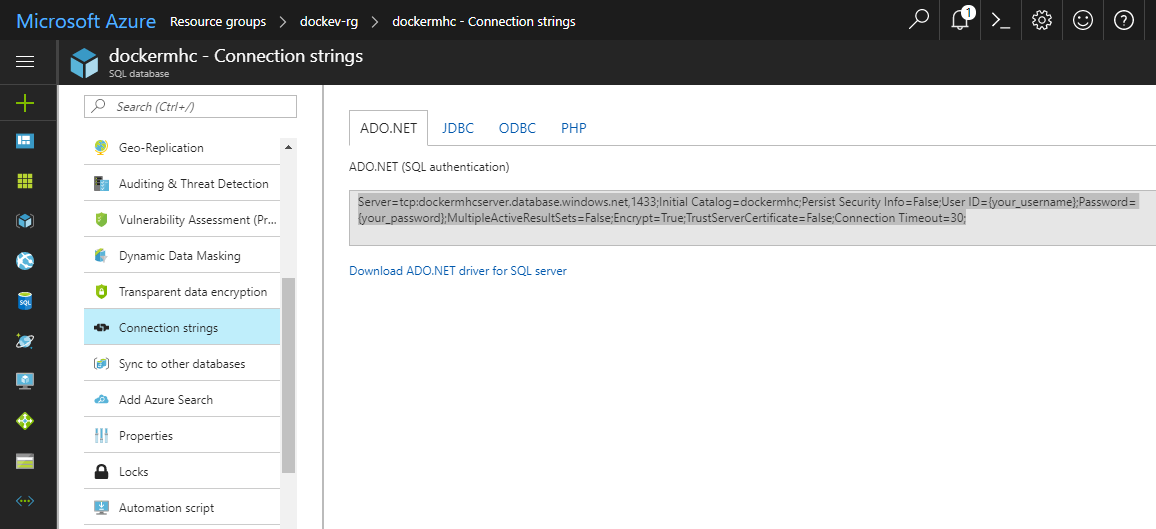 Microsoft Azure Resource groups > dockev-rg > dockermhc - Connection strings
1
dockermhc - Connection strings
SQL database
Search (Ctrl+/)
Geo-Replication
Auditing & Threat Detection
Vulnerability Assessment (Pr...
Dynamic Data Masking
Transparent data encryption
Connection strings
Sync to other databases
Add Azure Search
Properties
Locks
Automation script
SQL
ADO.NET JDBC ODBC PHP
ADO.NET (SQL authentication)
Server=tcp:dockermhcserver.database.windows.net,1433;Initial Catalog=dockermhc;Persist Security Info=False;User ID={your_username};Password=
{your_password};MultipleActiveResultSets=False;Encrypt=True;TrustServerCertificate=False;Connection Timeout=30;
Download ADO.NET driver for SQL server